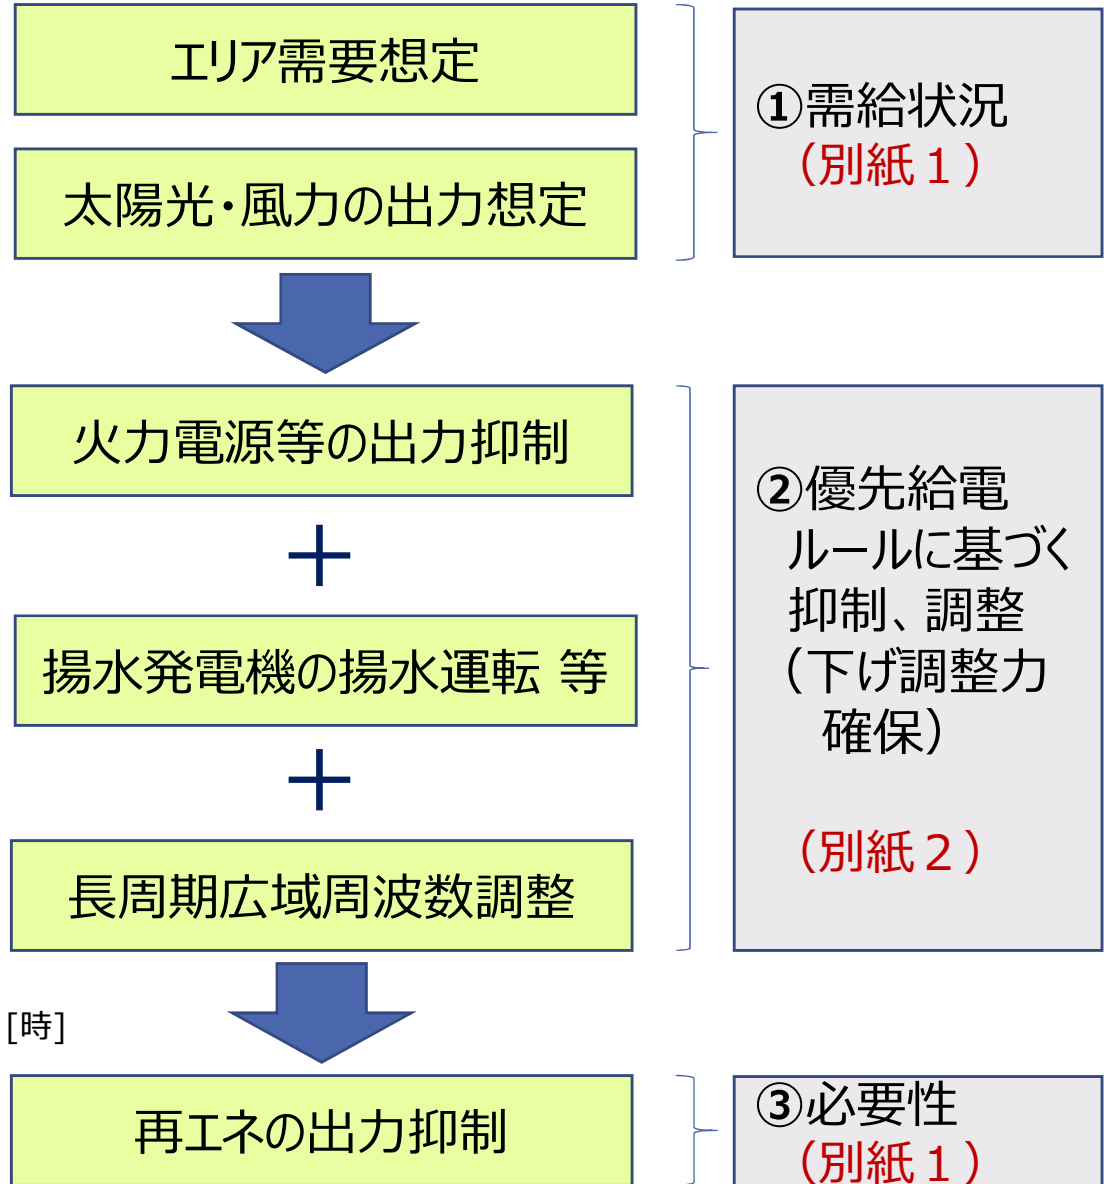 エリア需要想定
太陽光・風力の出力想定
①需給状況
（別紙１）
火力電源等の出力抑制
＋
揚水発電機の揚水運転 等
＋
長周期広域周波数調整
②優先給電
ルールに基づく
抑制、調整
（下げ調整力
確保）
（別紙２）
[時]
再エネの出力抑制
③必要性
（別紙１）